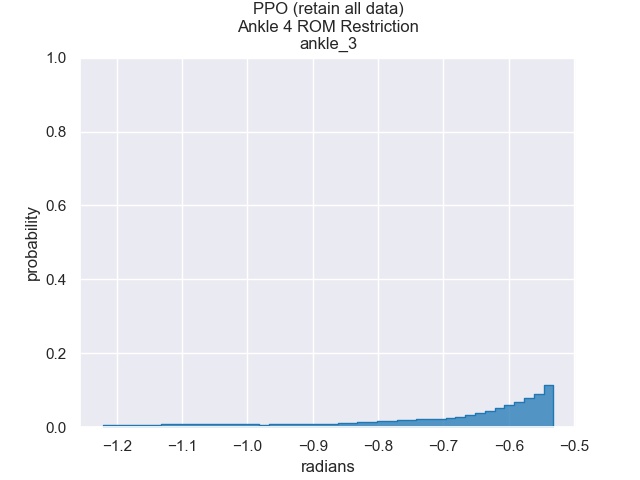 PPO (retain all data)
Ankle 4 ROM Restriction
ankle_3
1.0
0.8
0.6
0.4
0.2
0.0
probability
−1.2 −1.1 −1.0 −0.9 −0.8 −0.7 −0.6 −0.5
radians